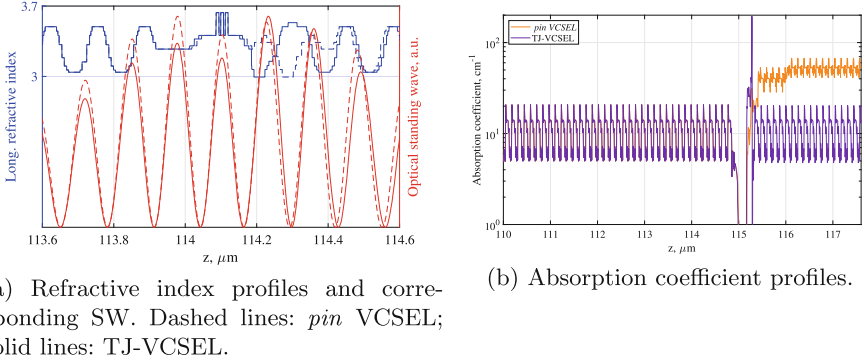 3.7
3
Long. refractive index
Optical standing wave, a.u.
113.6 113.8 114 114.2 114.4 114.6
z, μm
a) Refractive index profiles and corre-
ponding SW. Dashed lines: pin VCSEL;
olid lines: TJ-VCSEL.
pin VCSEL
TJ-VCSEL
10²
10¹
10⁰
Absorption coefficient, cm⁻¹
110 111 112 113 114 115 116 117
z, μm
(b) Absorption coefficient profiles.